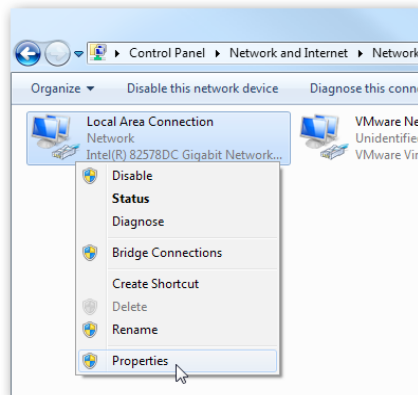 Control Panel Network and Internet Network
Organize Disable this network device Diagnose this conn
Local Area Connection
Network
Intel(R) 82578DC Gigabit Network...
VMware Ne
Unidentifie
VMware Vir
Disable
Status
Diagnose
Bridge Connections
Create Shortcut
Delete
Rename
Properties